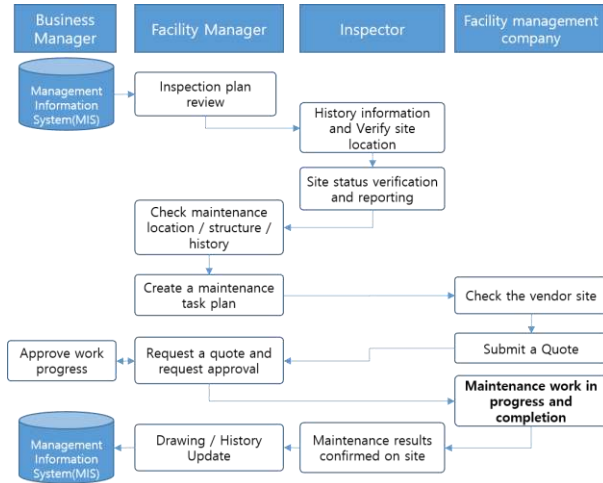 Business
Manager
Facility Manager
Inspector
Facility management
company
Management
Information
System(MIS)
Inspection plan
review
History information
and Verify site
location
Site status verification
and reporting
Check maintenance
location / structure /
history
Create a maintenance
task plan
Check the vendor site
Submit a Quote
Approve work
progress
Request a quote and
request approval
Maintenance work in
progress and
completion
Management
Information
System(MIS)
Drawing / History
Update
Maintenance results
confirmed on site